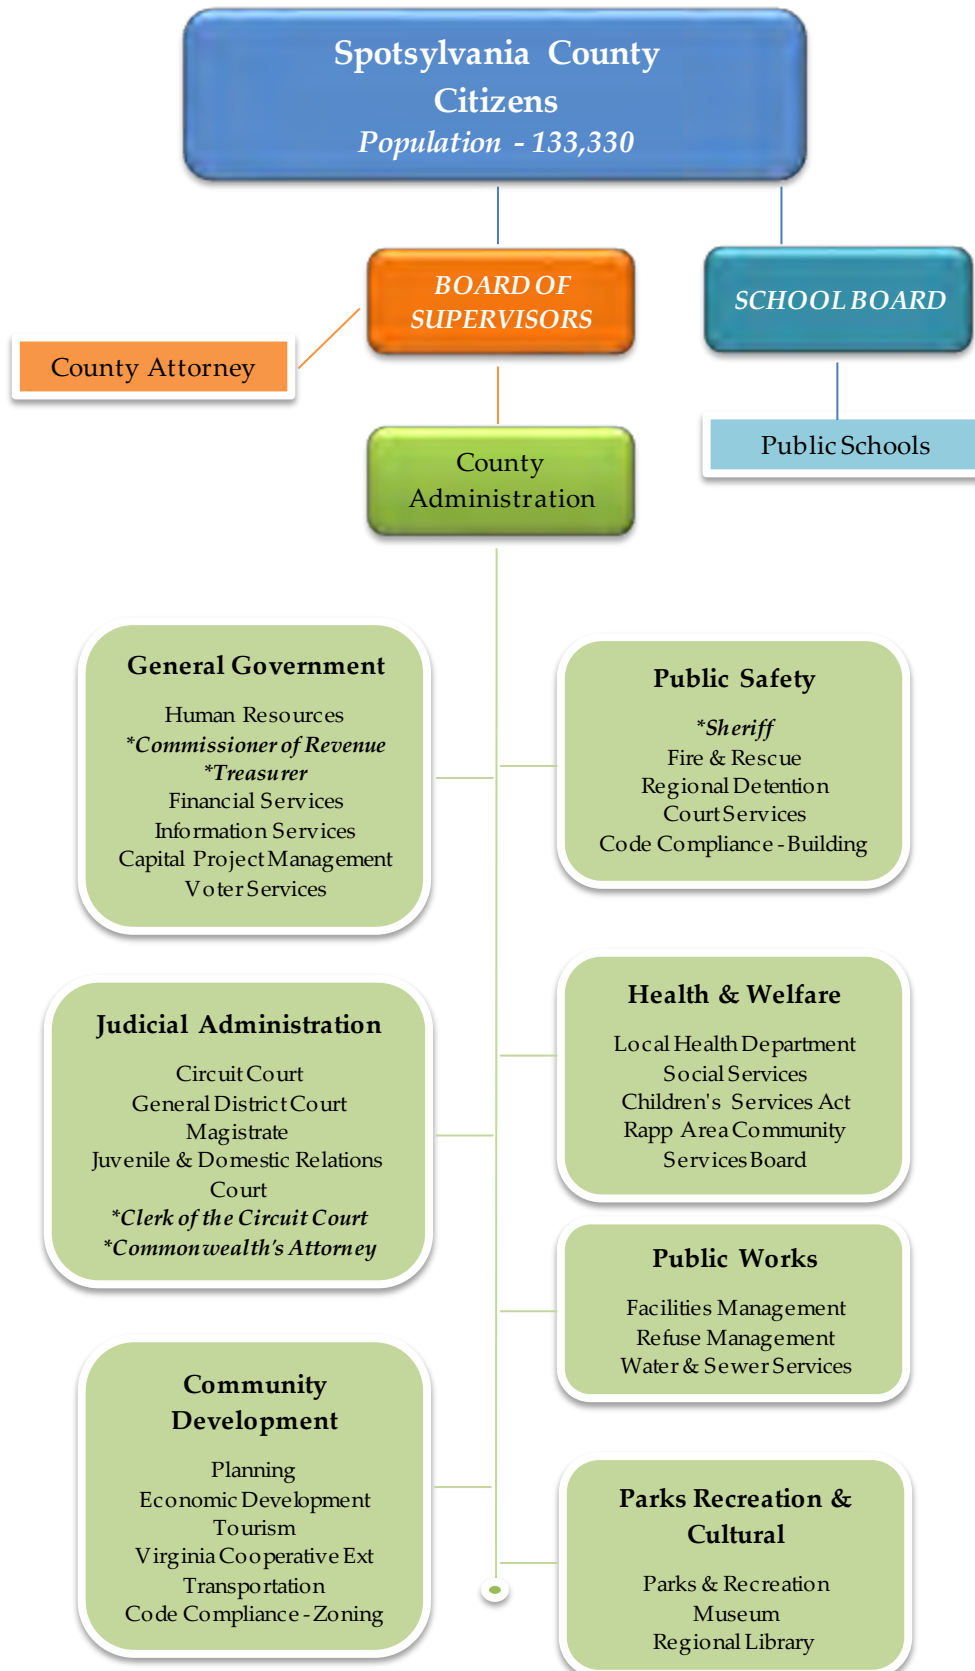 Spotsylvania County
Citizens
Population - 133,330
BOARD OF
SUPERVISORS
SCHOOL BOARD
County Attorney
Public Schools
County
Administration
General Government
Human Resources
*Commissioner of Revenue
*Treasurer
Financial Services
Information Services
Capital Project Management
Voter Services
Public Safety
*Sheriff
Fire & Rescue
Regional Detention
Court Services
Code Compliance - Building
Judicial Administration
Circuit Court
General District Court
Magistrate
Juvenile & Domestic Relations
Court
*Clerk of the Circuit Court
*Commonwealth's Attorney
Health & Welfare
Local Health Department
Social Services
Children's Services Act
Rapp Area Community
Services Board
Public Works
Facilities Management
Refuse Management
Water & Sewer Services
Community
Development
Planning
Economic Development
Tourism
Virginia Cooperative Ext
Transportation
Code Compliance - Zoning
Parks Recreation &
Cultural
Parks & Recreation
Museum
Regional Library